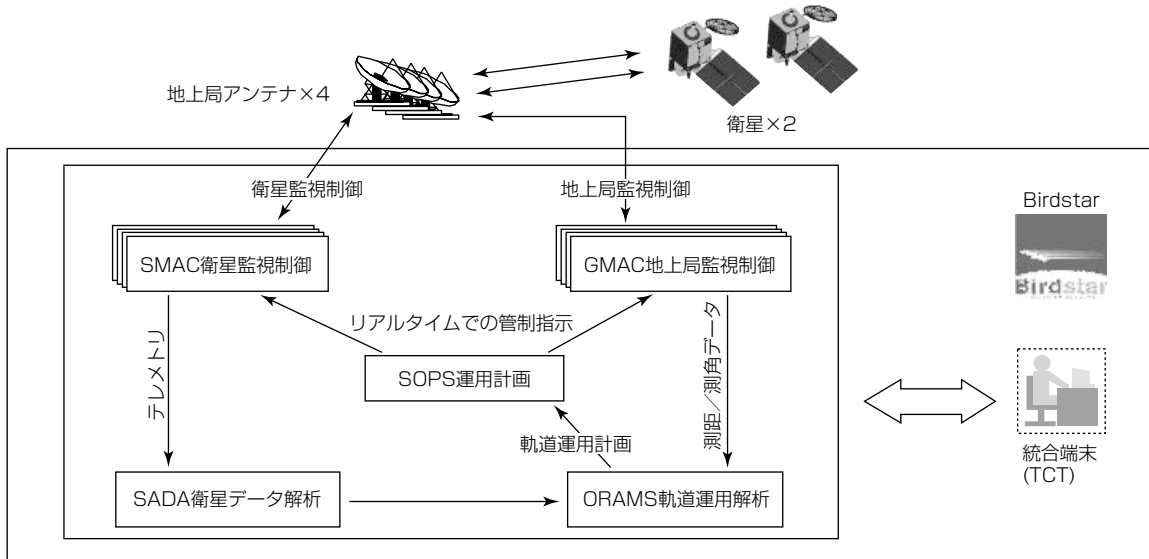 地上局アンテナ×4
衛星×2
衛星監視制御
地上局監視制御
Birdstar
SMAC衛星監視制御
GMAC地上局監視制御
Birdstar
リアルタイムでの管制指示
テレメトリ
SOPS運用計画
測距／測角データ
軌道運用計画
SADA衛星データ解析
ORAMS軌道運用解析
統合端末
(TCT)